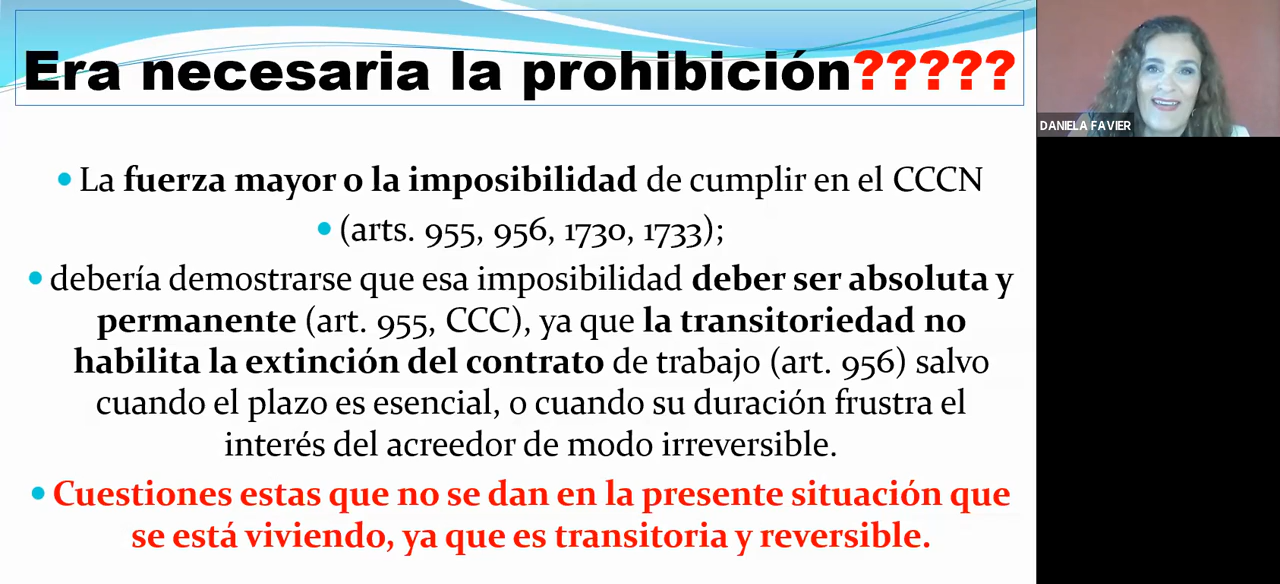 Era necesaria la prohibición?????
DANIELA FAVIER
• La fuerza mayor o la imposibilidad de cumplir en el CCCN
• (arts. 955, 956, 1730, 1733);
• debería demostrarse que esa imposibilidad deber ser absoluta y
permanente (art. 955, CCC), ya que la transitoriedad no
habilita la extinción del contrato de trabajo (art. 956) salvo
cuando el plazo es esencial, o cuando su duración frustra el
interés del acreedor de modo irreversible.
• Cuestiones estas que no se dan en la presente situación que
se está viviendo, ya que es transitoria y reversible.